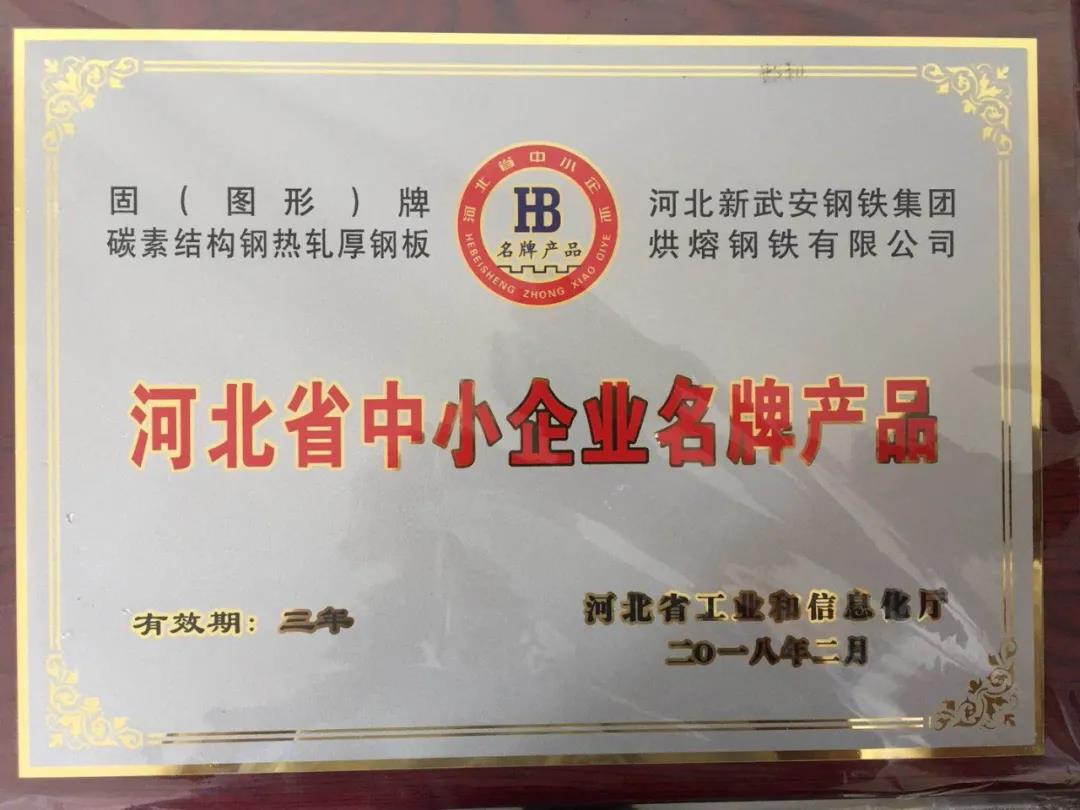 固（图形）牌
碳素结构钢热轧厚钢板
河北省中小企业
HB
名牌产品
HEBEISHENG ZHONG XIAO QIYE
河北新武安钢铁集团
烘熔钢铁有限公司
河北省中小企业名牌产品
有效期：三年
河北省工业和信息化厅
二〇一八年二月